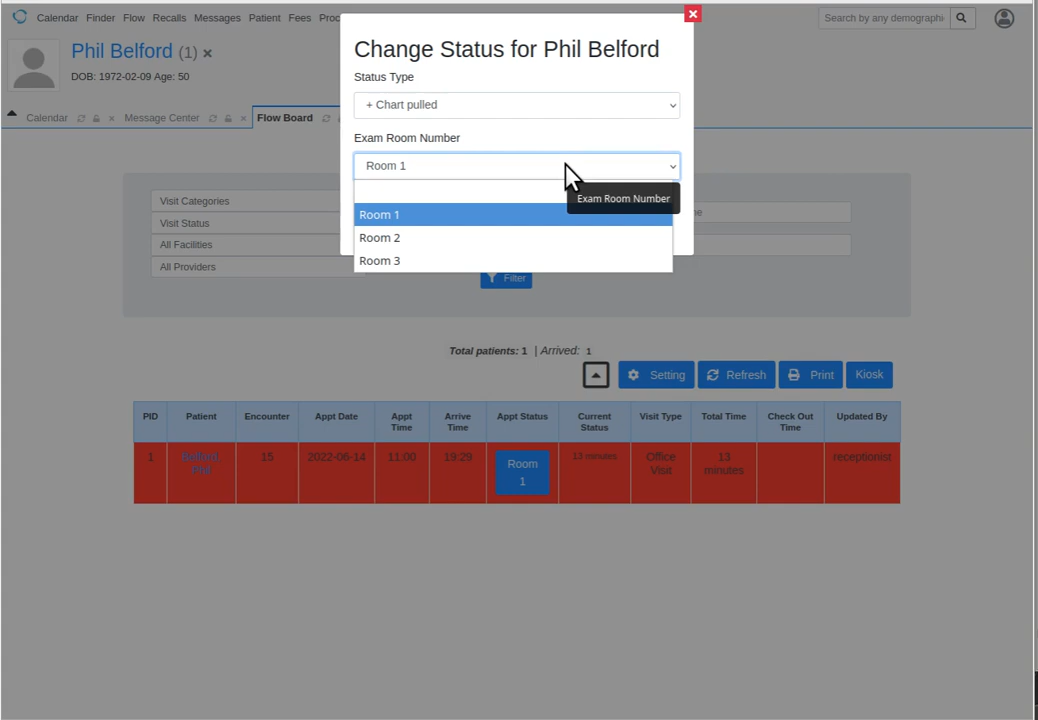 Calendar Finder Flow Recalls Messages Patient Fees Proc
Search by any demographi
Phil Belford (1) ×
DOB: 1972-02-09 Age: 50
Calendar × Message Center × Flow Board
×
Change Status for Phil Belford
Status Type
+ Chart pulled
Exam Room Number
Room 1
Exam Room Number
Room 1
Room 2
Room 3
Visit Categories
Visit Status
All Facilities
All Providers
me
Filter
Total patients: 1 | Arrived: 1
Setting Refresh Print Kiosk
PID Patient Encounter Appt Date Appt Time Arrive Time Appt Status Current Status Visit Type Total Time Check Out Time Updated By
1 Belford, Phil 15 2022-06-14 11:00 19:29 Room 1 13 minutes Office Visit 13 minutes receptionist